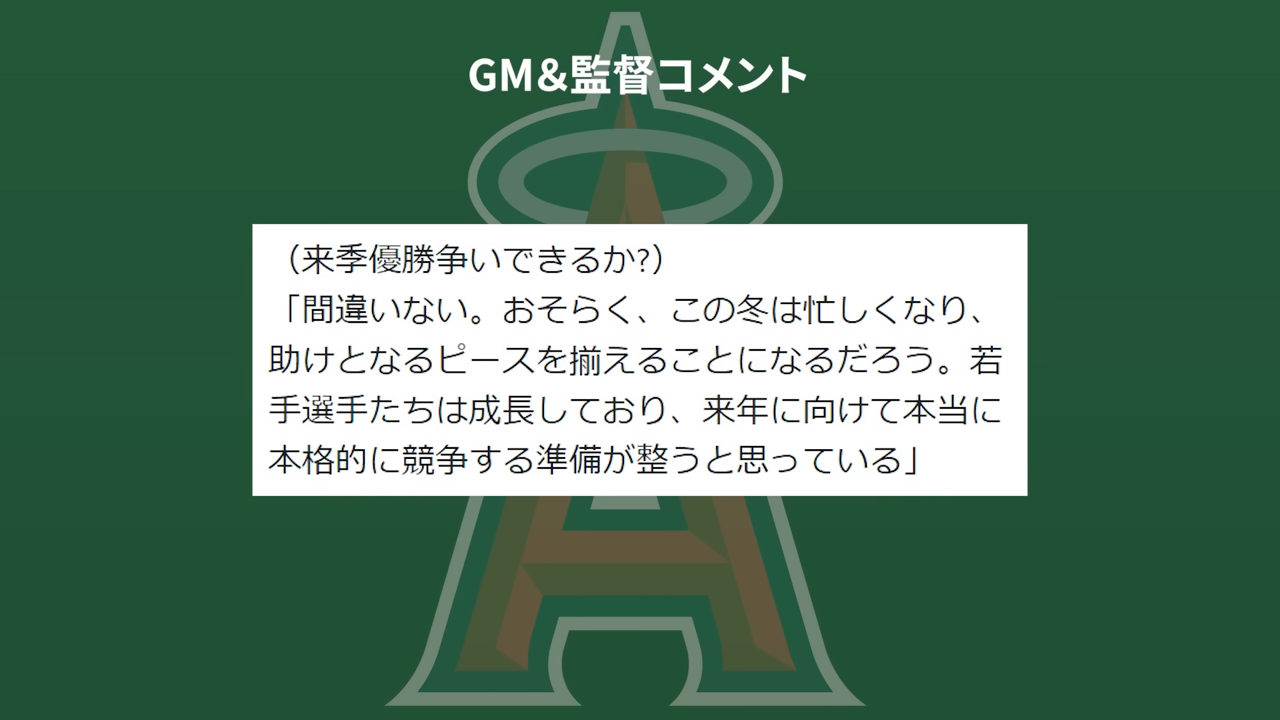 GM&監督コメント
（来季優勝争いできるか?）
「間違いない。おそらく、この冬は忙しくなり、
助けとなるピースを揃えることになるだろう。若
手選手たちは成長しており、来年に向けて本当に
本格的に競争する準備が整うと思っている」